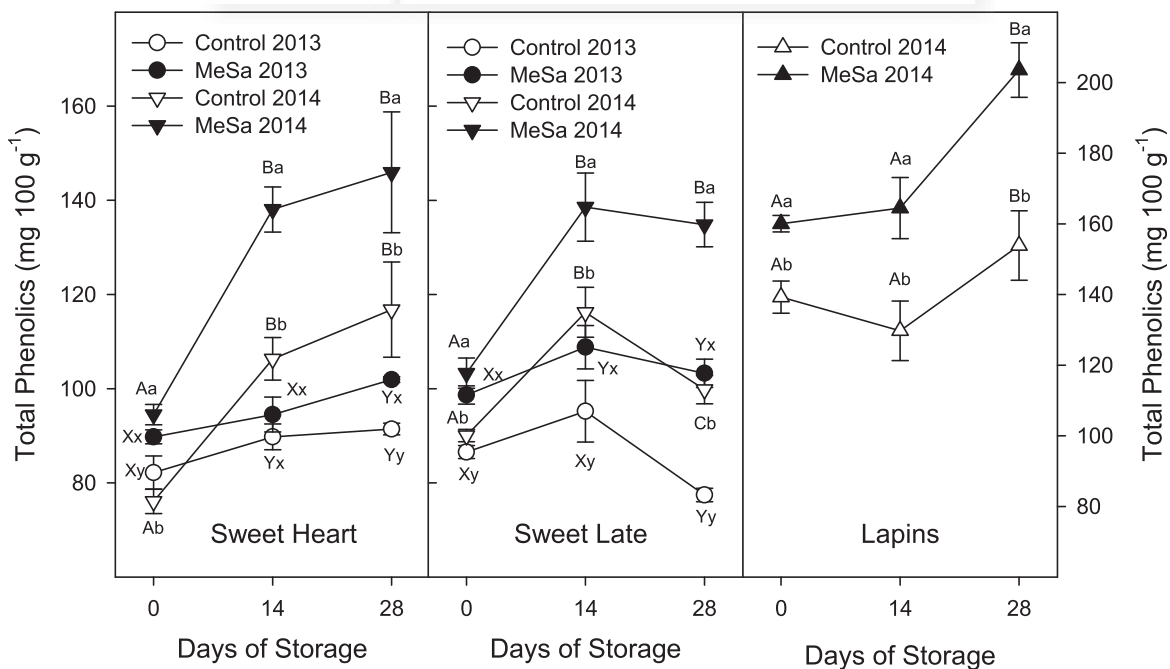 Total Phenolics (mg 100 g-1)
160
140
120
100
80
Control 2013
MeSa 2013
Control 2014
MeSa 2014
Ba
Ba
Bb
Bb
Aa
Xx
Xx
Yx
Xy
Yx
Yy
Ab
Sweet Heart
0
14
28
Days of Storage
Control 2013
MeSa 2013
Control 2014
MeSa 2014
Ba
Ba
Bb
Aa
Yx
Xx
Yx
Ab
Cb
Xy
Xy
Yy
Sweet Late
0
14
28
Days of Storage
Control 2014
MeSa 2014
Ba
Aa
Aa
Bb
Ab
Ab
Lapins
0
14
28
Days of Storage
200
180
160
140
120
100
80
Total Phenolics (mg 100 g-1)